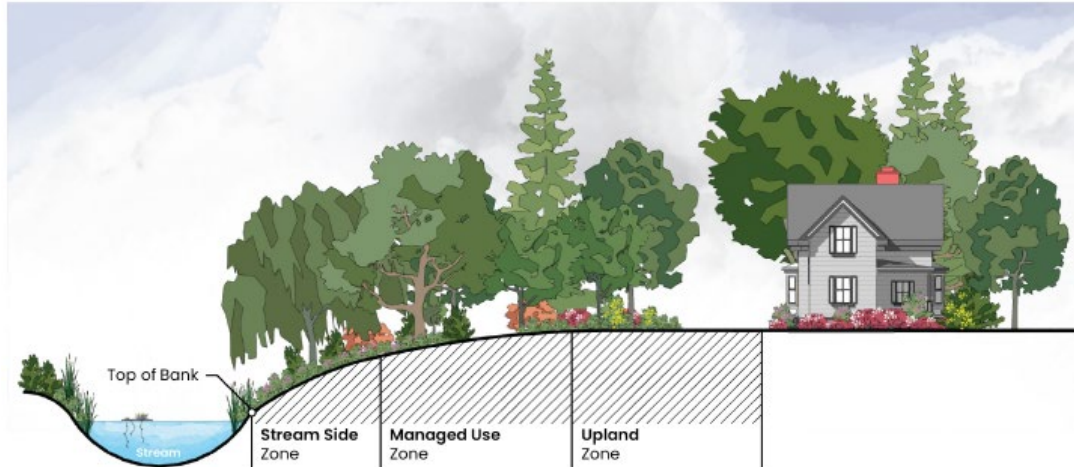 Top of Bank
Stream
Stream Side
Zone
Managed Use
Zone
Upland
Zone